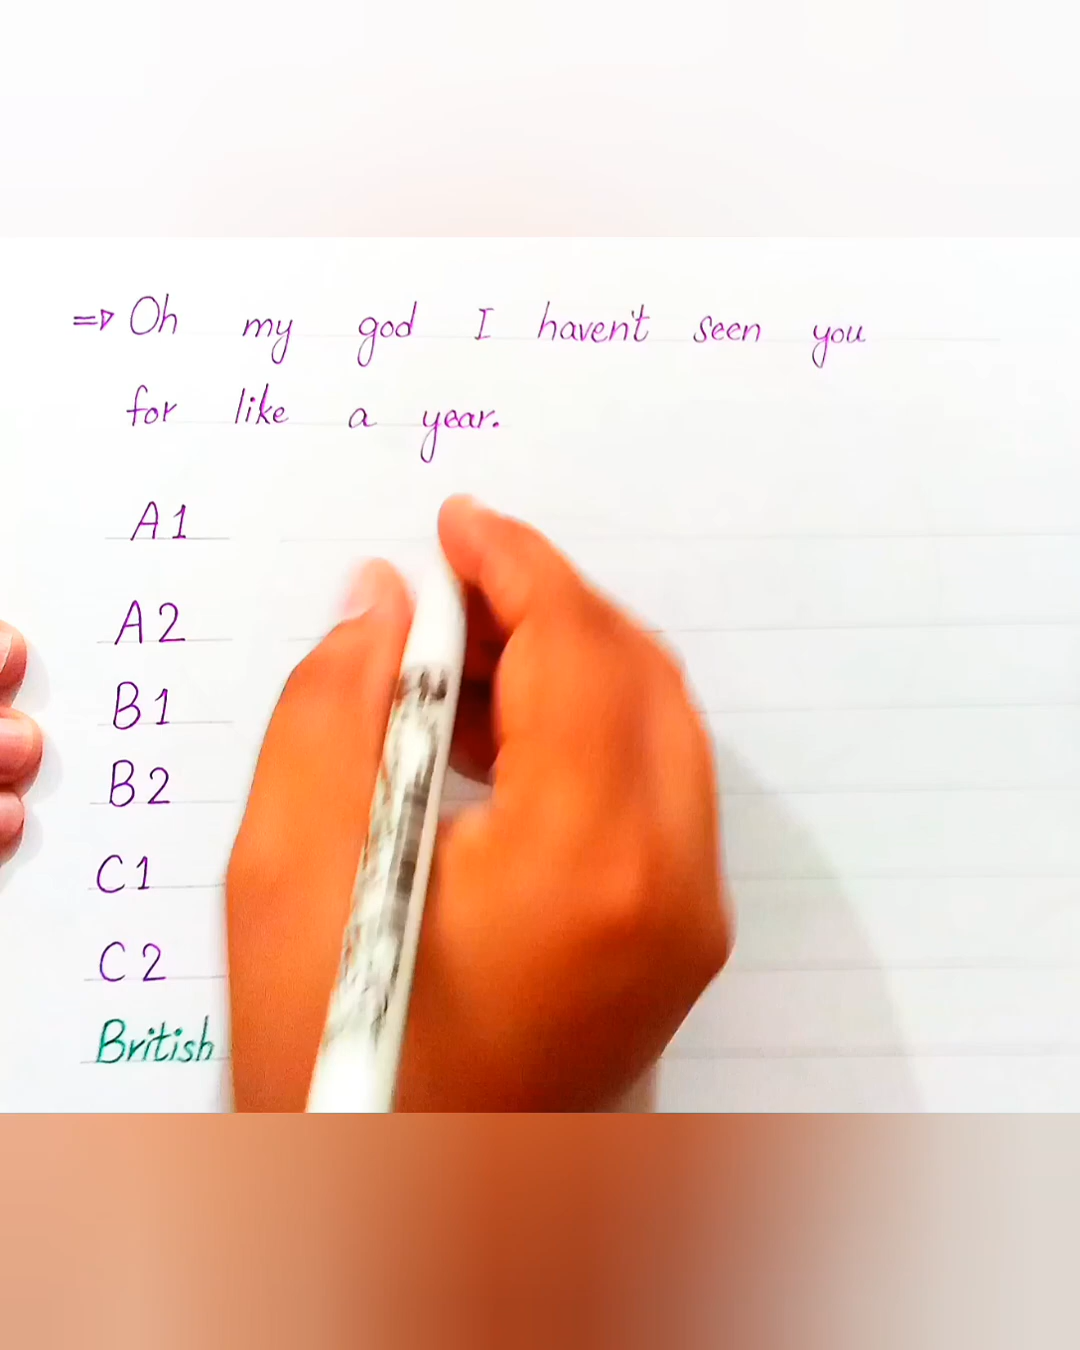 ⇒ Oh my god I haven't seen you
for like a year.
A1
A2
B1
B2
C1
C2
British